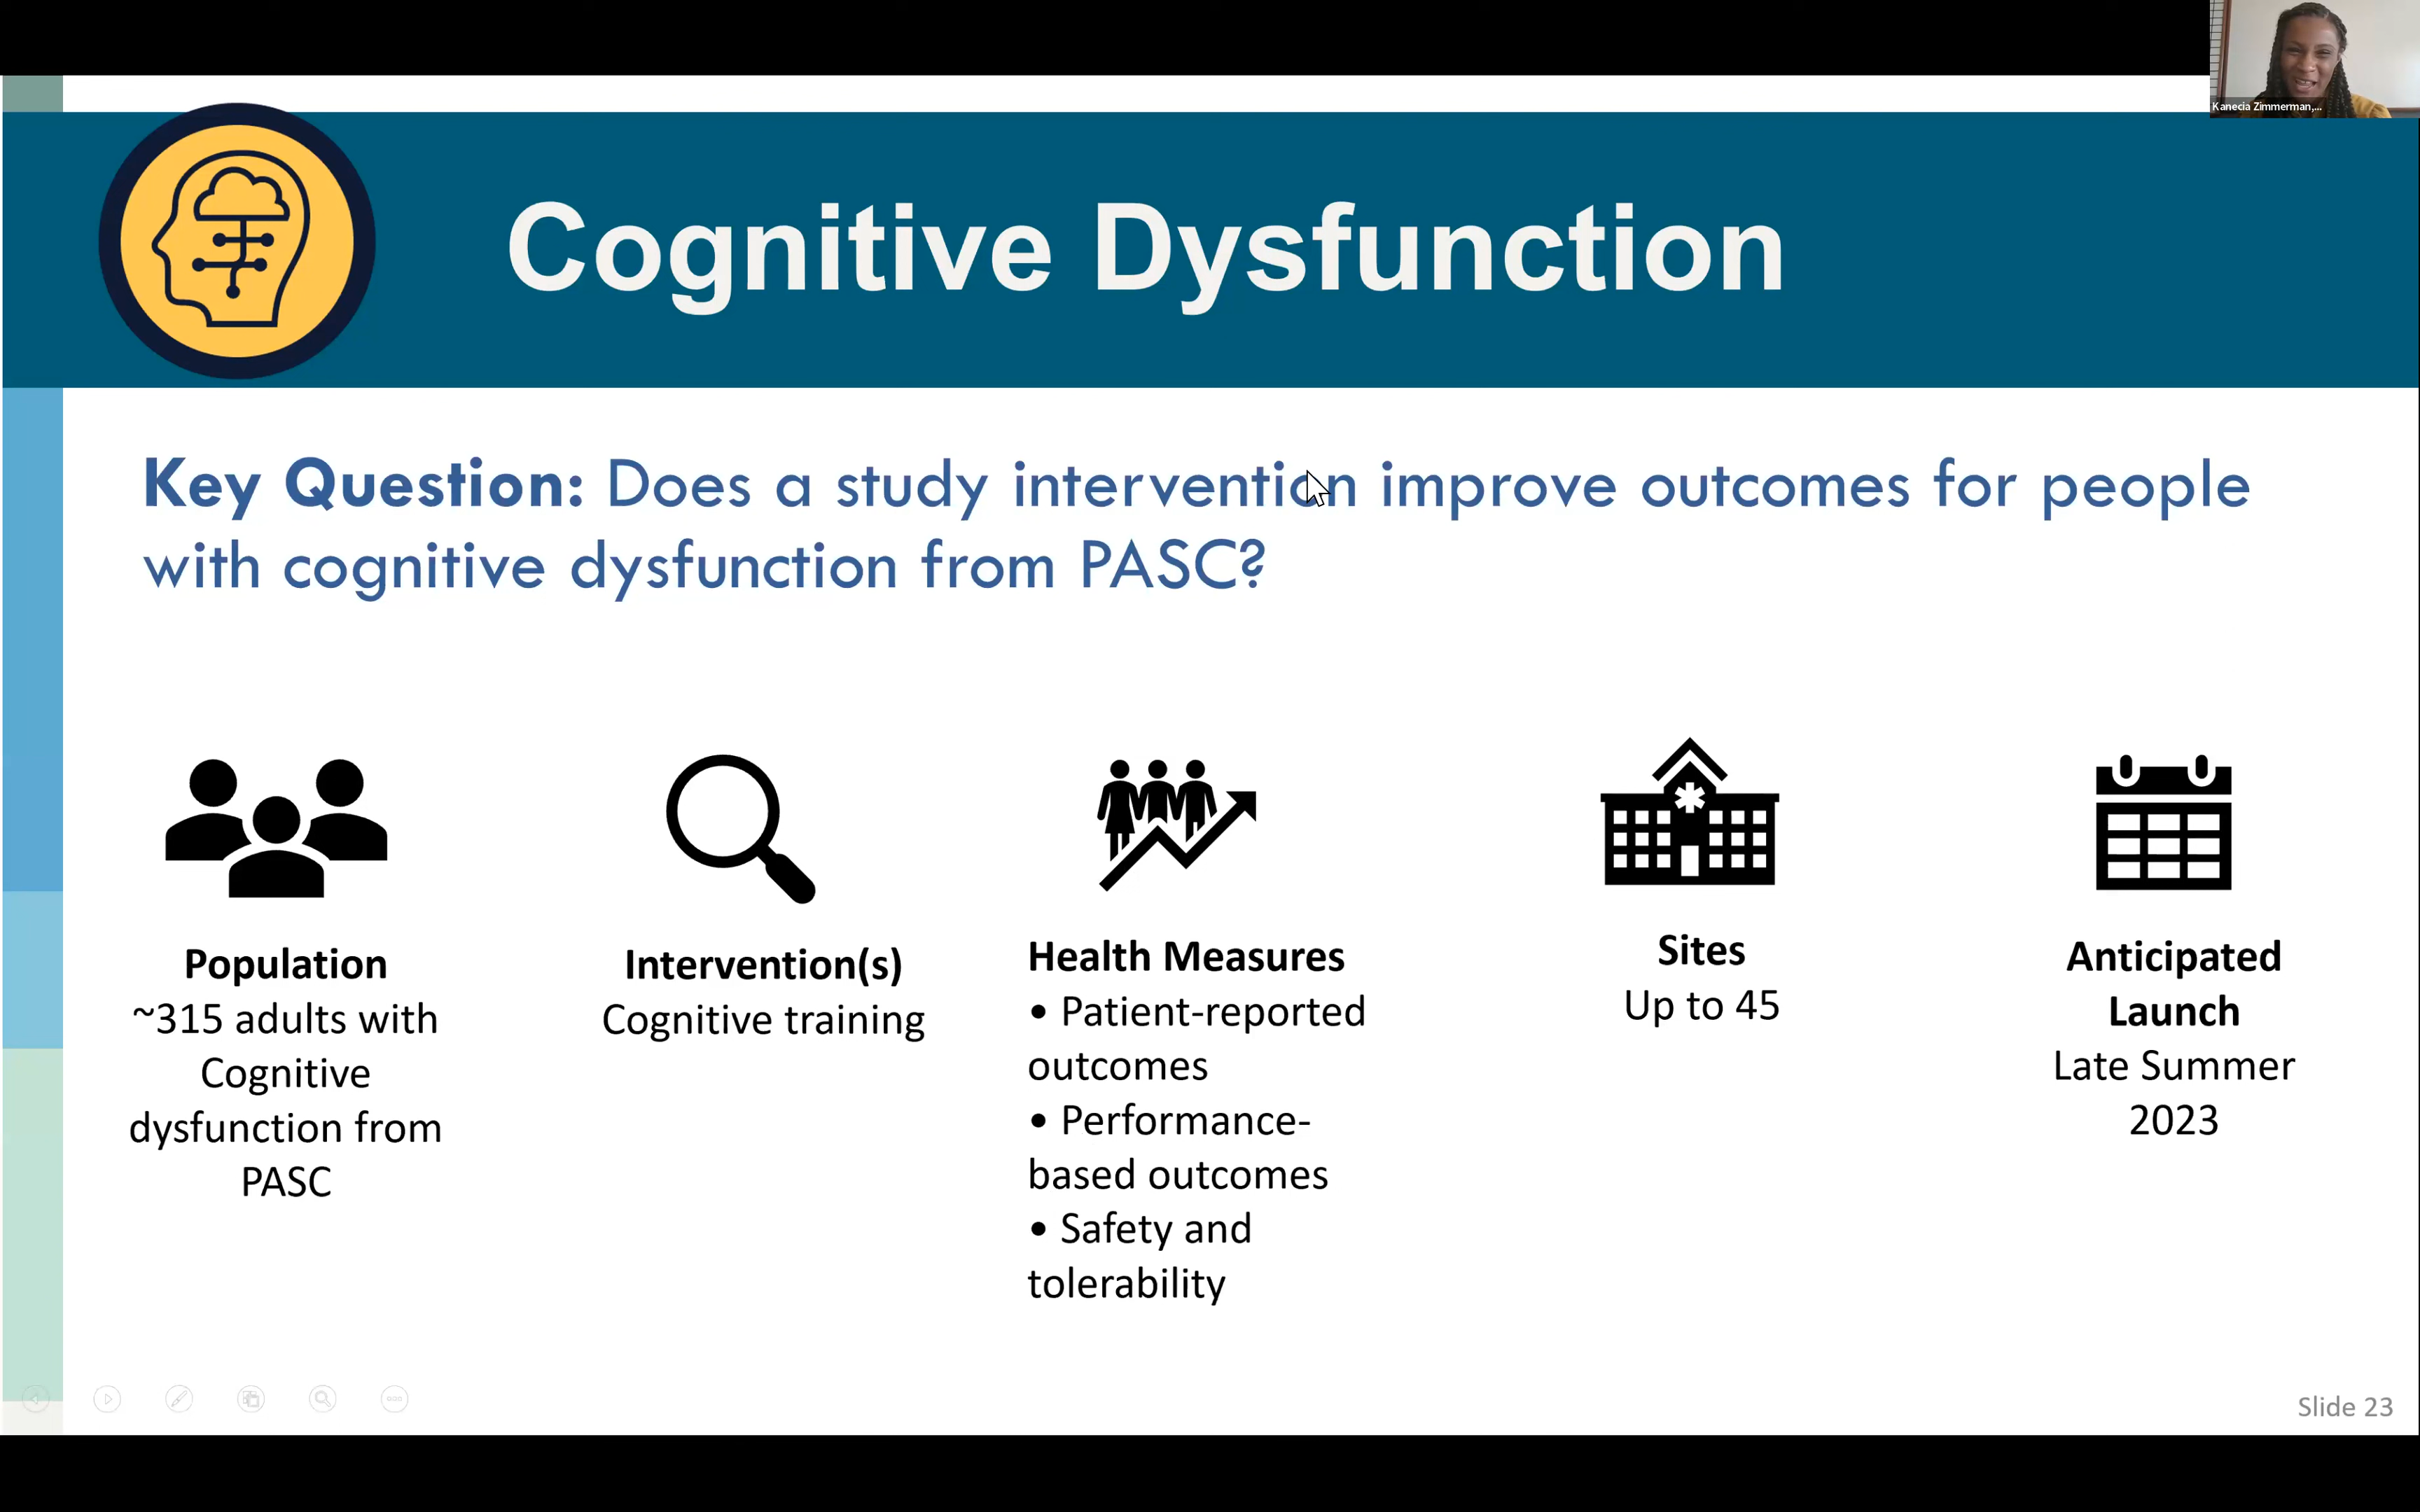 Kanecia Zimmerman,...
Cognitive Dysfunction
Key Question: Does a study intervention improve outcomes for people
with cognitive dysfunction from PASC?
Population
~315 adults with
Cognitive
dysfunction from
PASC
Intervention(s)
Cognitive training
Health Measures
• Patient-reported
outcomes
• Performance-
based outcomes
• Safety and
tolerability
Sites
Up to 45
Anticipated
Launch
Late Summer
2023
Slide 23